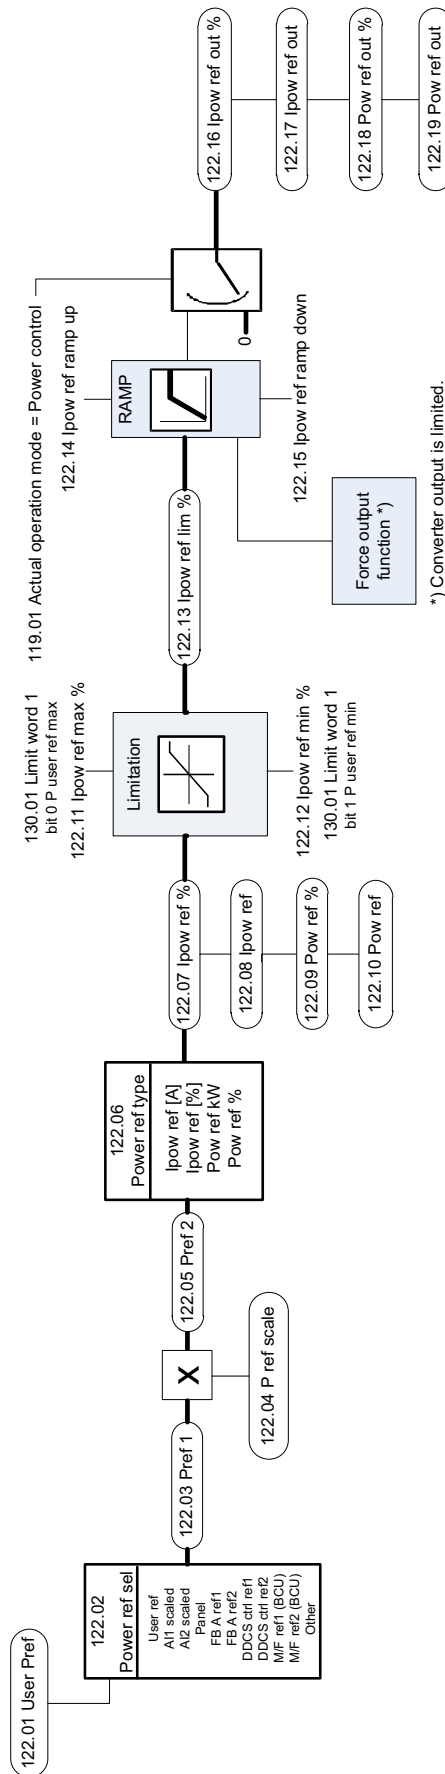 122.01 User Pref
122.02
Power ref sel
User ref
AI1 scaled
AI2 scaled
Panel
FB A ref1
FB A ref2
DDCS ctrl ref1
DDCS ctrl ref2
M/F ref1 (BCU)
M/F ref2 (BCU)
Other
122.03 Pref 1
X
122.04 P ref scale
122.05 Pref 2
122.06
Power ref type
Ipow ref [A]
Ipow ref [%]
Pow ref kW
Pow ref %
122.07 Ipow ref %
122.08 Ipow ref
122.09 Pow ref %
122.10 Pow ref
130.01 Limit word 1
bit 0 P user ref max
122.11 Ipow ref max %
Limitation
122.12 Ipow ref min %
130.01 Limit word 1
bit 1 P user ref min
122.13 Ipow ref lim %
119.01 Actual operation mode = Power control
122.14 Ipow ref ramp up
RAMP
122.15 Ipow ref ramp down
Force output
function *)
*) Converter output is limited.
0
122.16 Ipow ref out %
122.17 Ipow ref out
122.18 Pow ref out %
122.19 Pow ref out